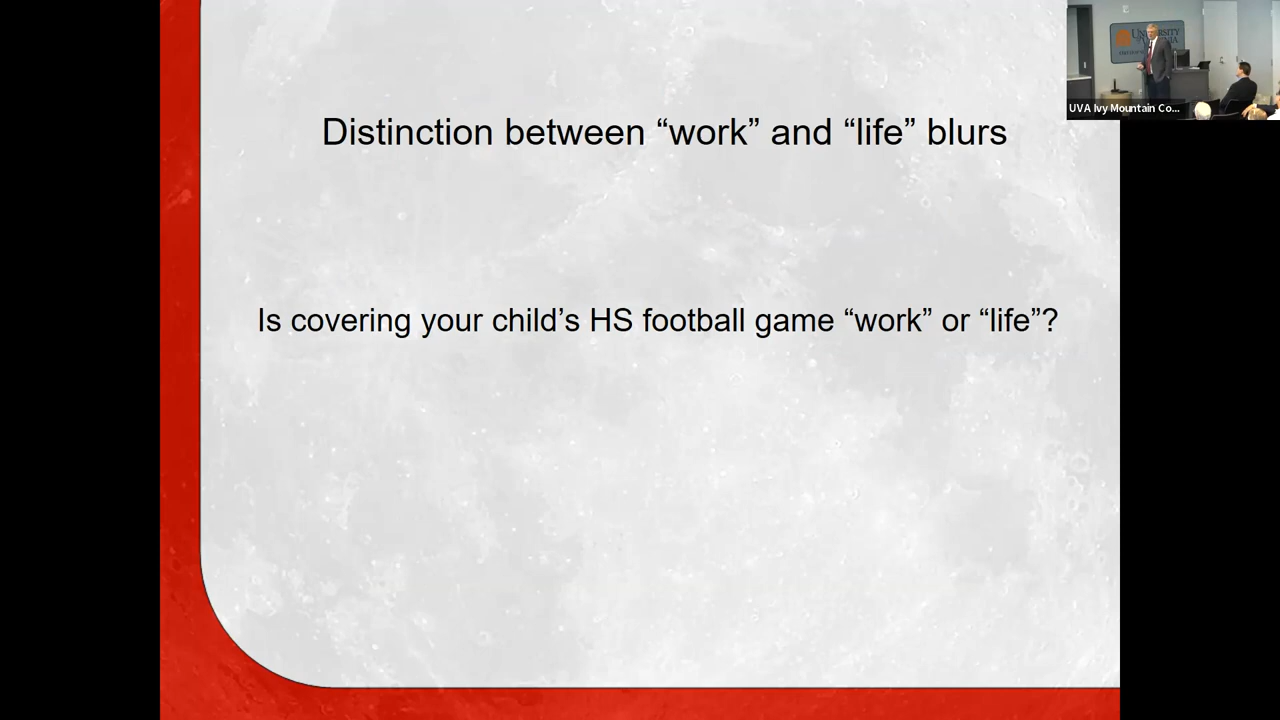 Distinction between “work” and “life” blurs
Is covering your child’s HS football game “work” or “life”?
UVA Ivy Mountain Co...
UNIVERSITY